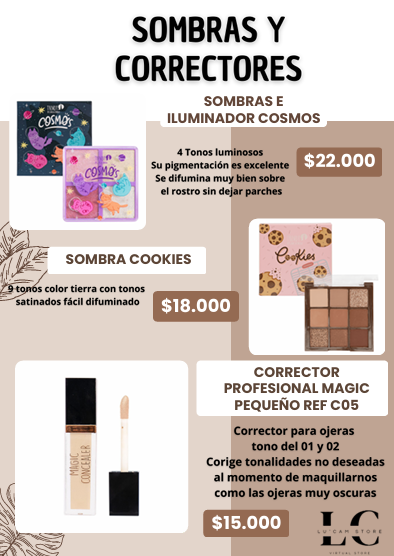 SOMBRAS Y
CORRECTORES
SOMBRAS E
ILUMINADOR COSMOS
COSMOS
COSMOS
4 Tonos luminosos
Su pigmentación es excelente
Se difumina muy bien sobre
el rostro sin dejar parches
$22.000
SOMBRA COOKIES
9 tonos color tierra con tonos
satinados fácil difuminado
$18.000
Cookies
CORRECTOR
PROFESIONAL MAGIC
PEQUEÑO REF C05
MAGIC
CONCEALER
Corrector para ojeras
tono del 01 y 02
Corige tonalidades no deseadas
al momento de maquillarnos
como las ojeras muy oscuras
$15.000
LC
LU'CAM STORE
VIRTUAL STORE